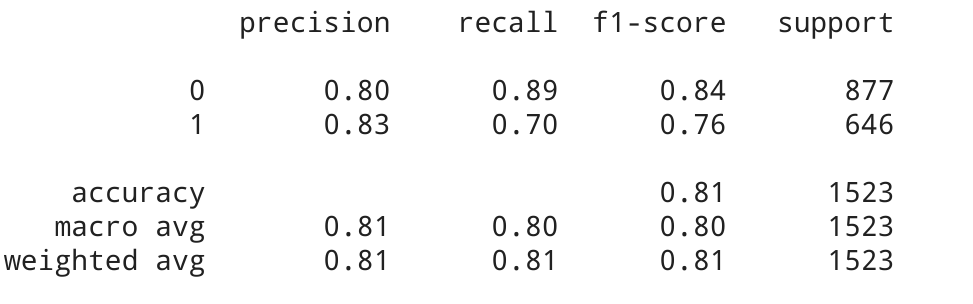 precision recall f1-score support
0 0.80 0.89 0.84 877
1 0.83 0.70 0.76 646
accuracy 0.81 1523
macro avg 0.81 0.80 0.80 1523
weighted avg 0.81 0.81 0.81 1523